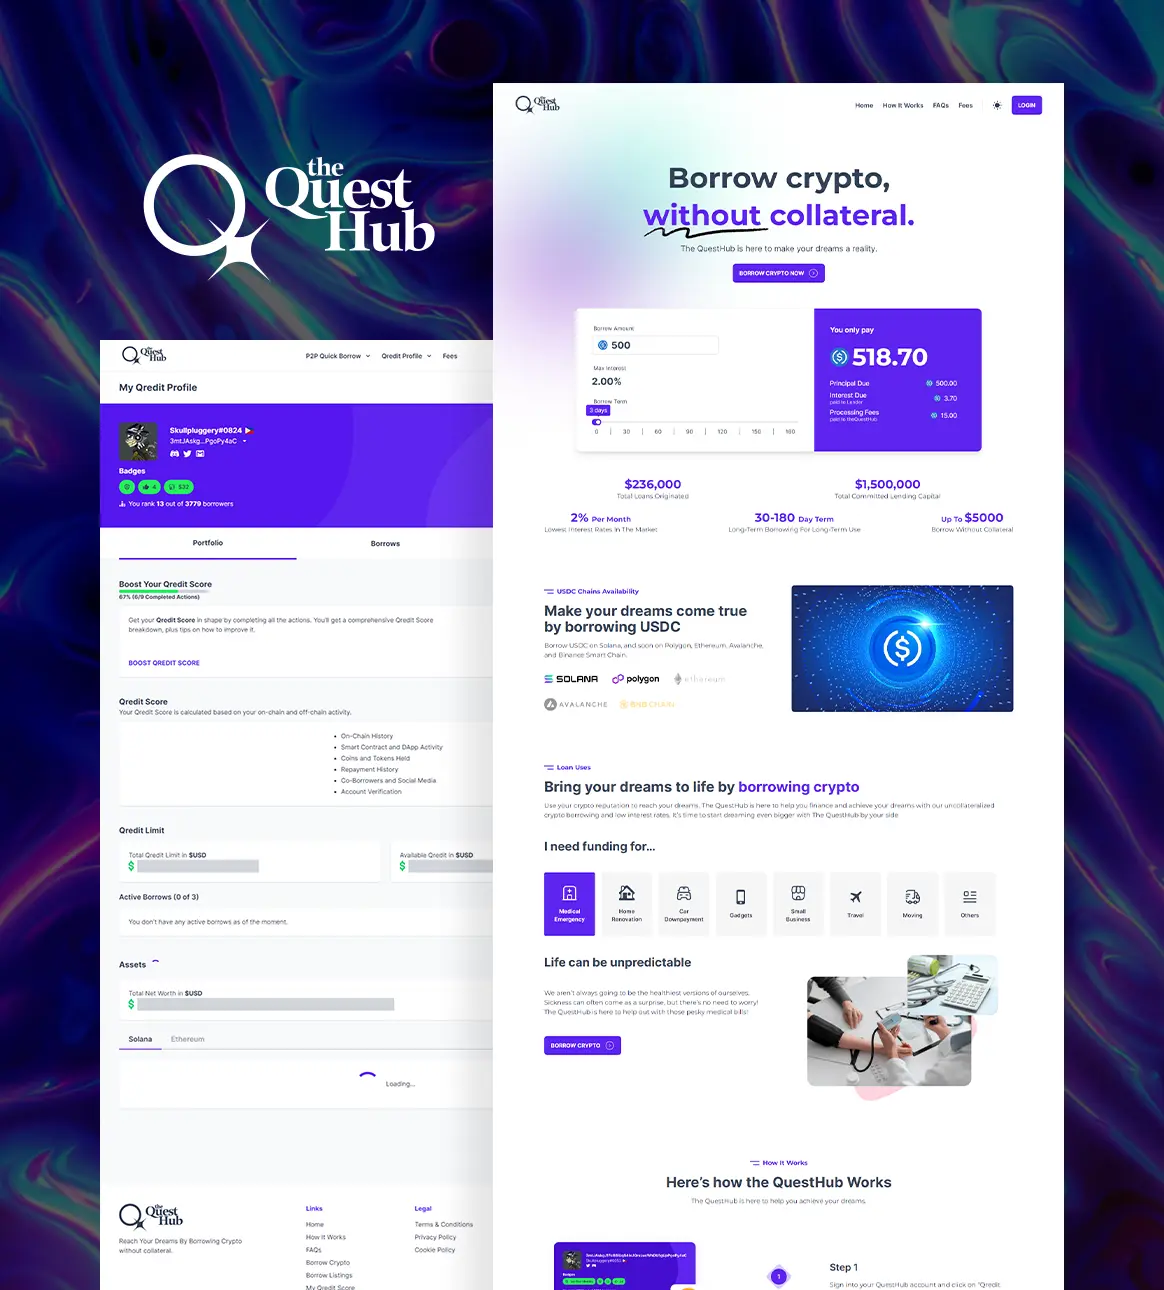 the
Quest
Hub
the
Quest
Hub
P2P Quick Borrow
Qredit Profile
Fees
My Qredit Profile
Skullpluggery#0824
3mtJAskg...PgoPy4aC
Badges
4
532
You rank 13 out of 3779 borrowers
Portfolio
Borrows
Boost Your Qredit Score
67% (6/9 Completed Actions)
Get your Qredit Score in shape by completing all the actions. You'll get a comprehensive Qredit Score
breakdown, plus tips on how to improve it.
BOOST QREDIT SCORE
Qredit Score
Your Qredit Score is calculated based on your on-chain and off-chain activity.
• On-Chain History
• Smart Contract and DApp Activity
• Coins and Tokens Held
• Repayment History
• Co-Borrowers and Social Media
• Account Verification
Qredit Limit
Total Qredit Limit in $USD
Available Qredit in $USD
$
$
Active Borrows (0 of 3)
You don't have any active borrows as of the moment.
Assets
Total Net Worth in $USD
$
Solana
Ethereum
Loading...
the
Quest
Hub
Reach Your Dreams By Borrowing Crypto
without collateral.
Links
Home
How It Works
FAQs
Borrow Crypto
Borrow Listings
My Qredit Score
Legal
Terms & Conditions
Privacy Policy
Cookie Policy
the
Quest
Hub
Home
How It Works
FAQs
Fees
LOGIN
Borrow crypto,
without collateral.
The QuestHub is here to make your dreams a reality.
BORROW CRYPTO NOW
Borrow Amount
500
Max Interest
2.00%
Borrow Term
3 days
0 | 30 | 60 | 90 | 120 | 150 | 180
You only pay
518.70
Principal Due
500.00
Interest Due
paid to Lender
3.70
Processing Fees
paid to theQuestHub
15.00
$236,000
Total Loans Originated
$1,500,000
Total Committed Lending Capital
2% Per Month
Lowest Interest Rates In The Market
30-180 Day Term
Long-Term Borrowing For Long-Term Use
Up To $5000
Borrow Without Collateral
USDC Chains Availability
Make your dreams come true
by borrowing USDC
Borrow USDC on Solana, and soon on Polygon, Ethereum, Avalanche,
and Binance Smart Chain.
SOLANA
polygon
ethereum
AVALANCHE
BNB CHAIN
Loan Uses
Bring your dreams to life by borrowing crypto
Use your crypto reputation to reach your dreams. The QuestHub is here to help you finance and achieve your dreams with our uncollateralized
crypto borrowing and low interest rates. It's time to start dreaming even bigger with The QuestHub by your side
I need funding for...
Medical
Emergency
Home
Renovation
Car
Downpayment
Gadgets
Small
Business
Travel
Moving
Others
Life can be unpredictable
We aren't always going to be the healthiest versions of ourselves.
Sickness can often come as a surprise, but there's no need to worry!
The QuestHub is here to help out with those pesky medical bills!
BORROW CRYPTO
How It Works
Here's how the QuestHub Works
The QuestHub is here to help you achieve your dreams.
Badges
1
Step 1
Sign into your QuestHub account and click on "Qredit